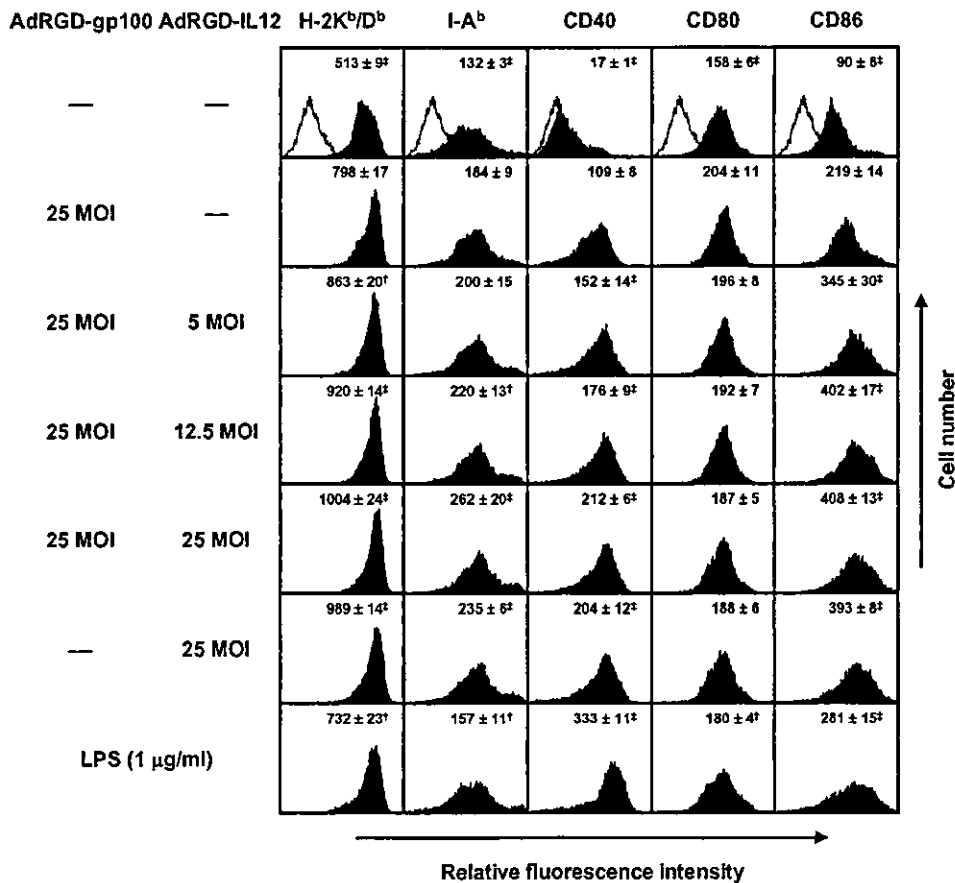 AdRGD-gp100 AdRGD-IL12 H-2Kᵇ/Dᵇ I-Aᵇ CD40 CD80 CD86
— — 513 ± 9‡ 132 ± 3‡ 17 ± 1‡ 158 ± 6‡ 90 ± 8‡
25 MOI — 798 ± 17 184 ± 9 109 ± 8 204 ± 11 219 ± 14
25 MOI 5 MOI 863 ± 20† 200 ± 15 152 ± 14‡ 196 ± 8 345 ± 30‡
25 MOI 12.5 MOI 920 ± 14‡ 220 ± 13† 176 ± 9‡ 192 ± 7 402 ± 17‡
25 MOI 25 MOI 1004 ± 24‡ 262 ± 20‡ 212 ± 6‡ 187 ± 5 408 ± 13‡
— 25 MOI 989 ± 14‡ 235 ± 6‡ 204 ± 12‡ 188 ± 6 393 ± 8‡
LPS (1 μg/ml) 732 ± 23† 157 ± 11† 333 ± 11‡ 180 ± 4† 281 ± 15‡
Cell number
Relative fluorescence intensity